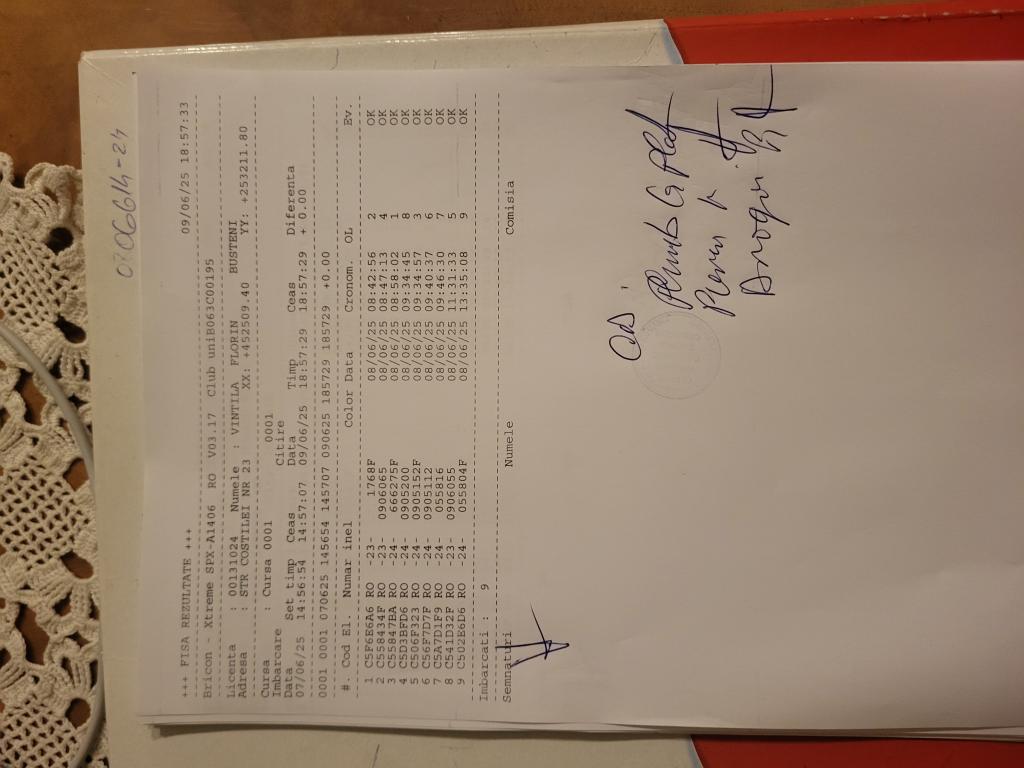 0706614-24
+++ FISA REZULTATE +++ 09/06/25 18:57:33
Bricon - Xtreme SPX-A1406 RO V03.17 Club uniB063C00195
Licenta : 00131024 Numele : VINTILA FLORIN BUSTENI
Adresa : STR COSTILEI NR 23 XX: +452509.40 YY: +253211.80
Cursa : Cursa 0001 0001
Imbarcare Citire
Data Set timp Ceas Data Timp Ceas Diferenta
07/06/25 14:56:54 14:57:07 09/06/25 18:57:29 18:57:29 + 0.00
0001 0001 070625 145654 145707 090625 185729 185729 +0.00
#. Cod El. Numar inel Color Data Cronom. OL Ev.
1 C5F6E6A6 RO -23- 1768F 08/06/25 08:42:56 2 OK
2 C558434F RO -23- 0906065 08/06/25 08:47:13 4 OK
3 C55847BA RO -24- 666275F 08/06/25 08:58:02 1 OK
4 C5D3BFD6 RO -24- 0905200 08/06/25 09:34:45 8 OK
5 C506F323 RO -24- 0905152F 08/06/25 09:34:57 3 OK
6 C56F7D7F RO -24- 0905112 08/06/25 09:40:37 6 OK
7 C5A7D1F9 RO -24- 055816 08/06/25 09:46:30 7 OK
8 C541D32F RO -23- 0906055 08/06/25 11:31:33 5 OK
9 C502E6D6 RO -24- 055804F 08/06/25 13:35:08 9 OK
Imbarcati : 9
Semnaturi Numele Comisia